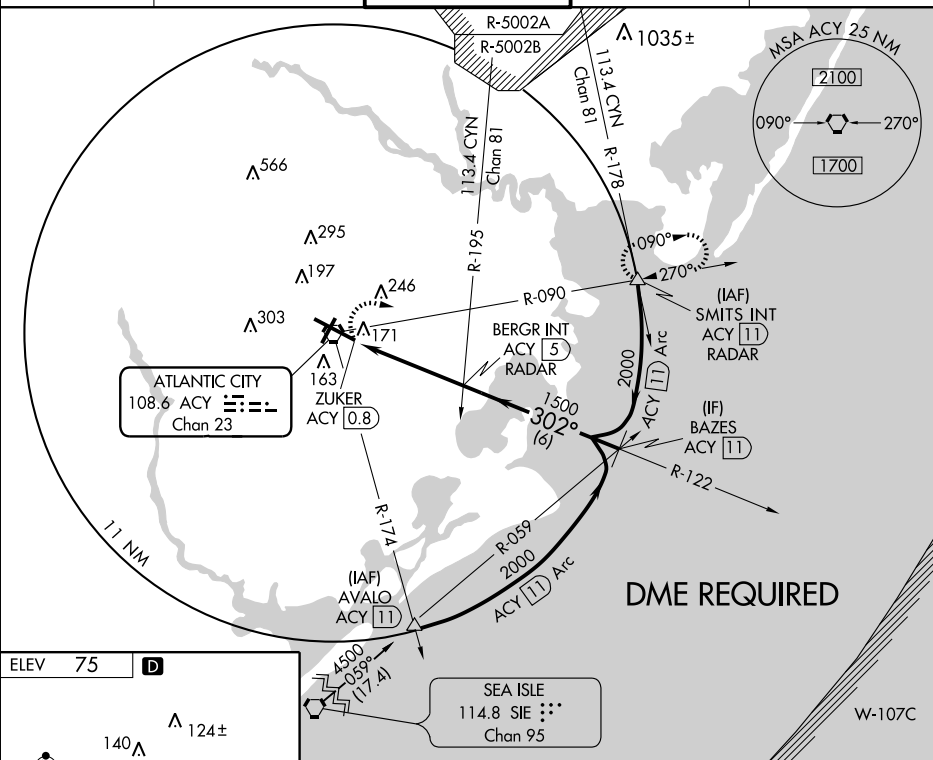 R-5002A
R-5002B
1035±
MSA ACY 25 NM
2100
090°
270°
1700
113.4 CYN
Chan 81
R-178
113.4 CYN
Chan 81
R-195
566
295
197
246
303
171
163
090°
270°
R-090
(IAF)
SMITS INT
ACY 11
RADAR
BERGR INT
ACY 5
RADAR
ATLANTIC CITY
108.6 ACY
Chan 23
ZUKER
ACY 0.8
2000
ACY 11 Arc
1500
302°
(6)
(IF)
BAZES
ACY 11
R-122
R-174
R-059
2000
ACY 11 Arc
11 NM
(IAF)
AVALO
ACY 11
DME REQUIRED
4500
059°
(17.4)
SEA ISLE
114.8 SIE
Chan 95
W-107C
ELEV 75 D
124±
140